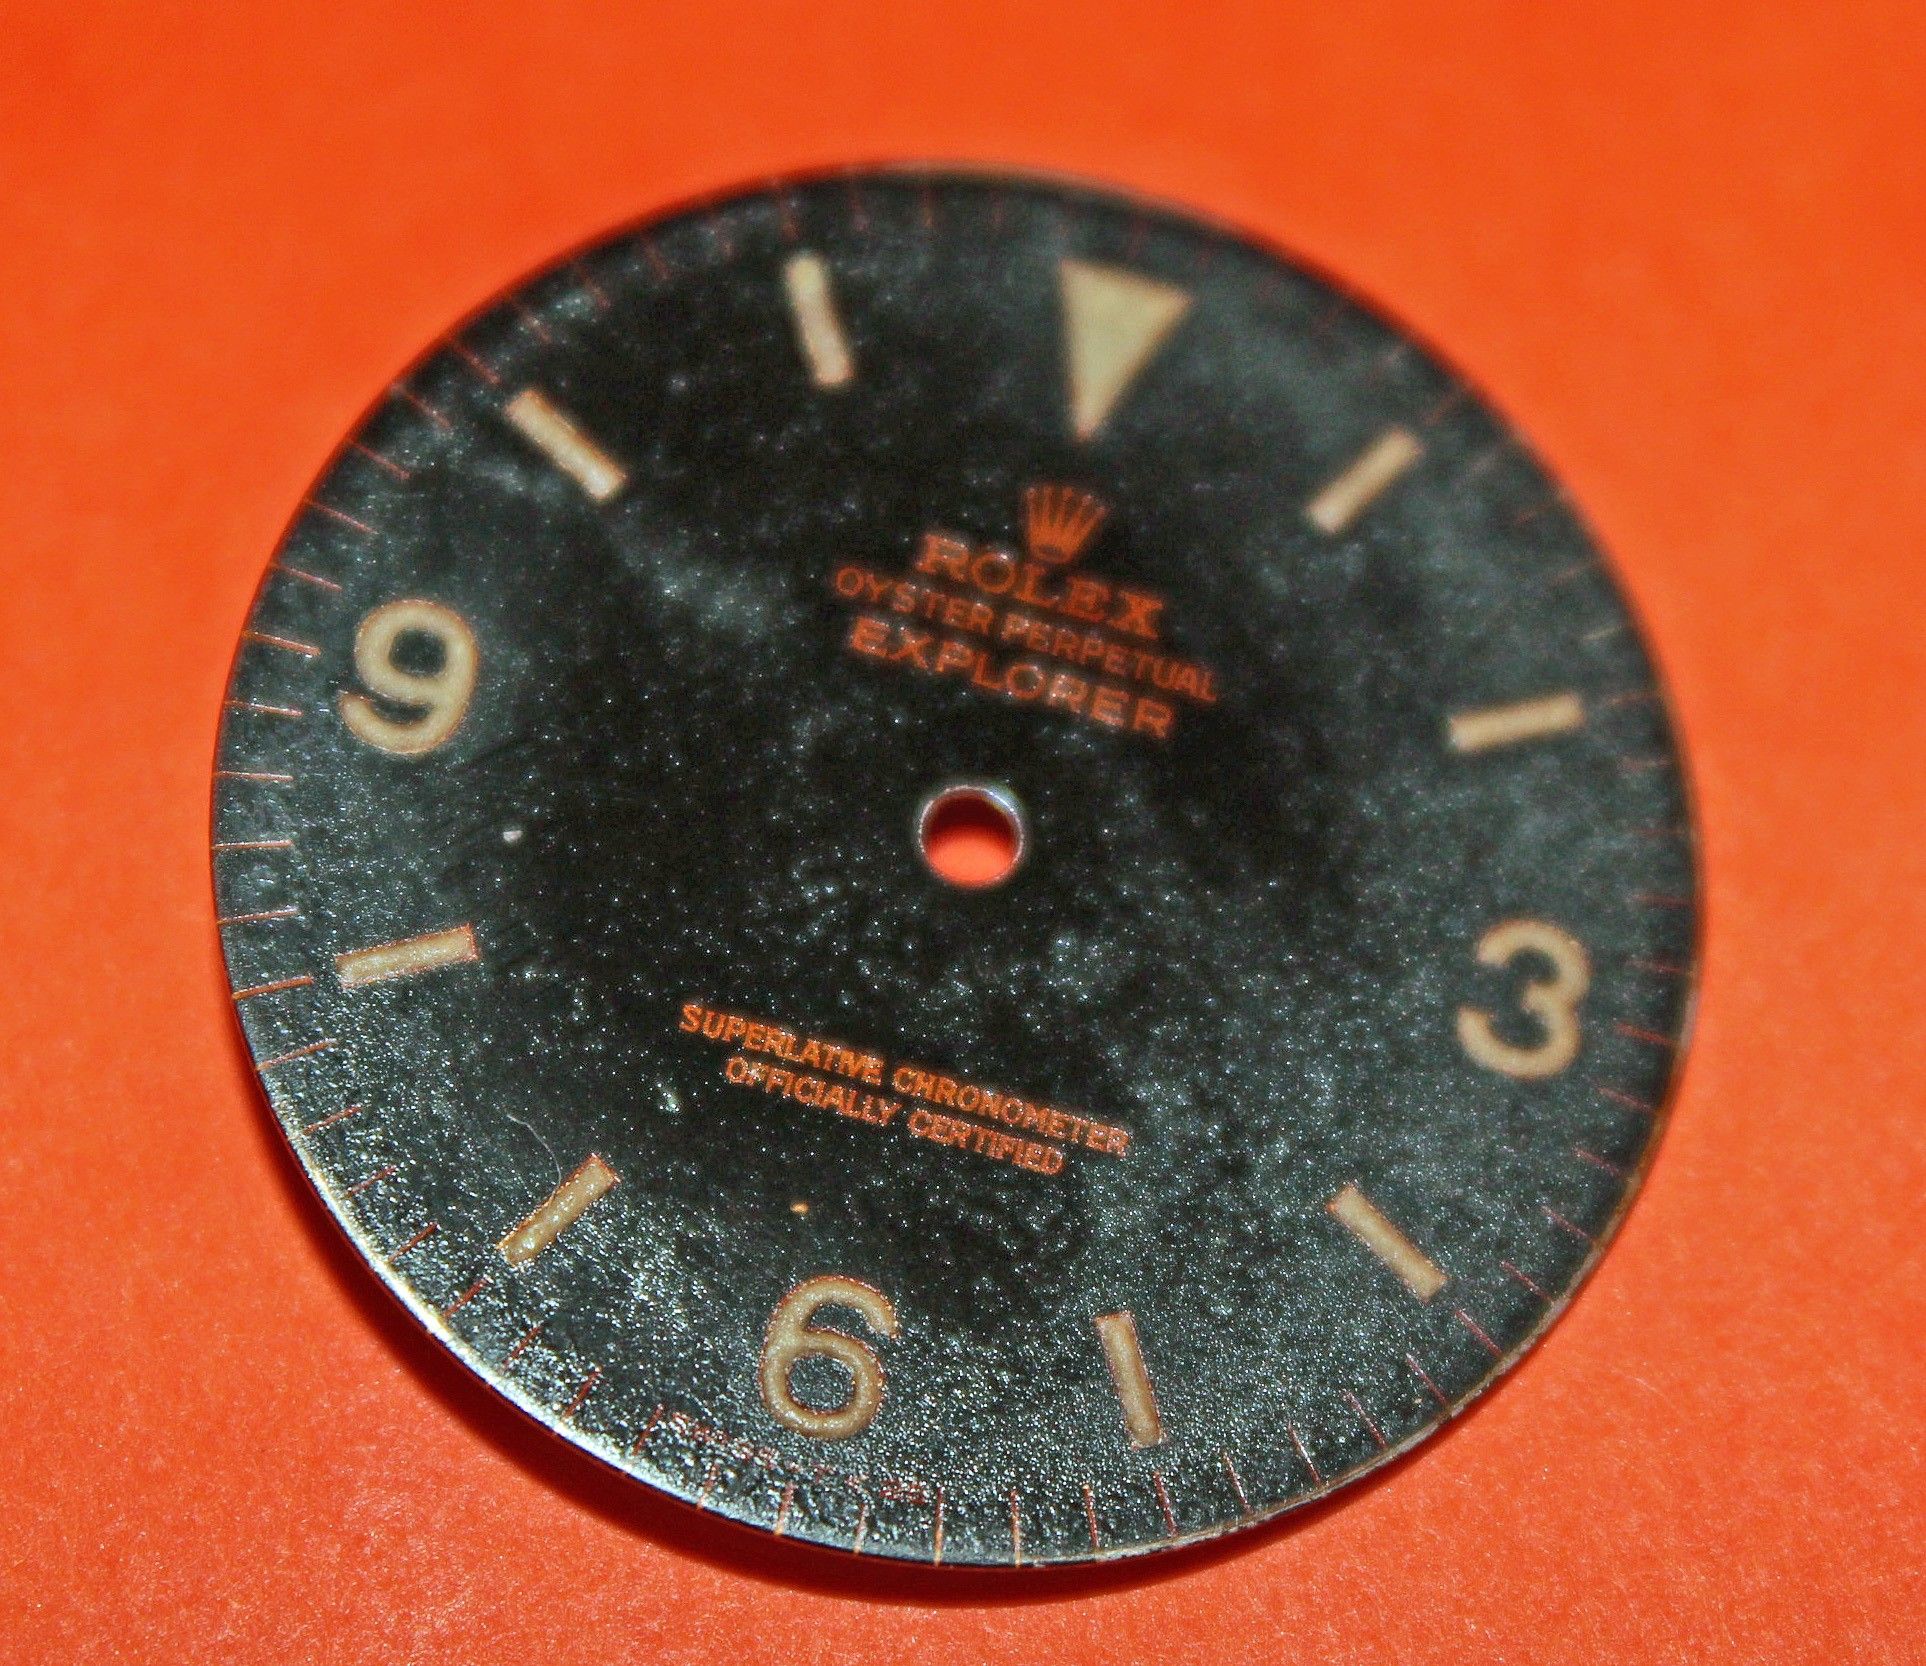 ROLEX
OYSTER PERPETUAL
EXPLORER
9
3
SUPERLATIVE CHRONOMETER
OFFICIALLY CERTIFIED
6